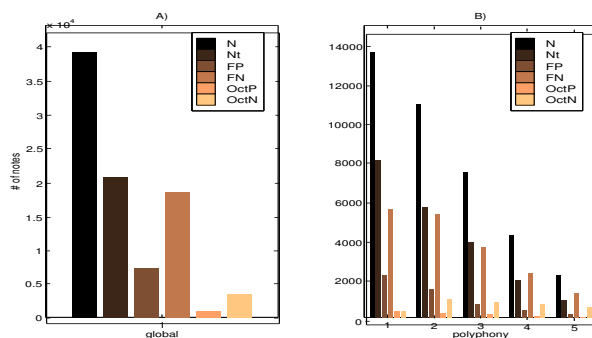 A)
x 10⁴
4
3.5
3
2.5
2
1.5
1
0.5
0
# of notes
1
global
N
Nt
FP
FN
OctP
OctN
B)
14000
12000
10000
8000
6000
4000
2000
0
1 2 3 4 5
polyphony
N
Nt
FP
FN
OctP
OctN